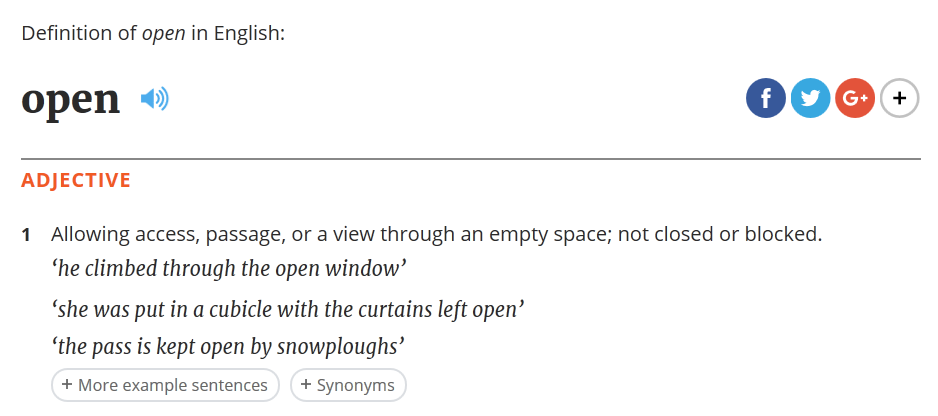 Definition of open in English:
open
f G+ +
ADJECTIVE
1 Allowing access, passage, or a view through an empty space; not closed or blocked.
‘he climbed through the open window’
‘she was put in a cubicle with the curtains left open’
‘the pass is kept open by snowploughs’
+ More example sentences + Synonyms